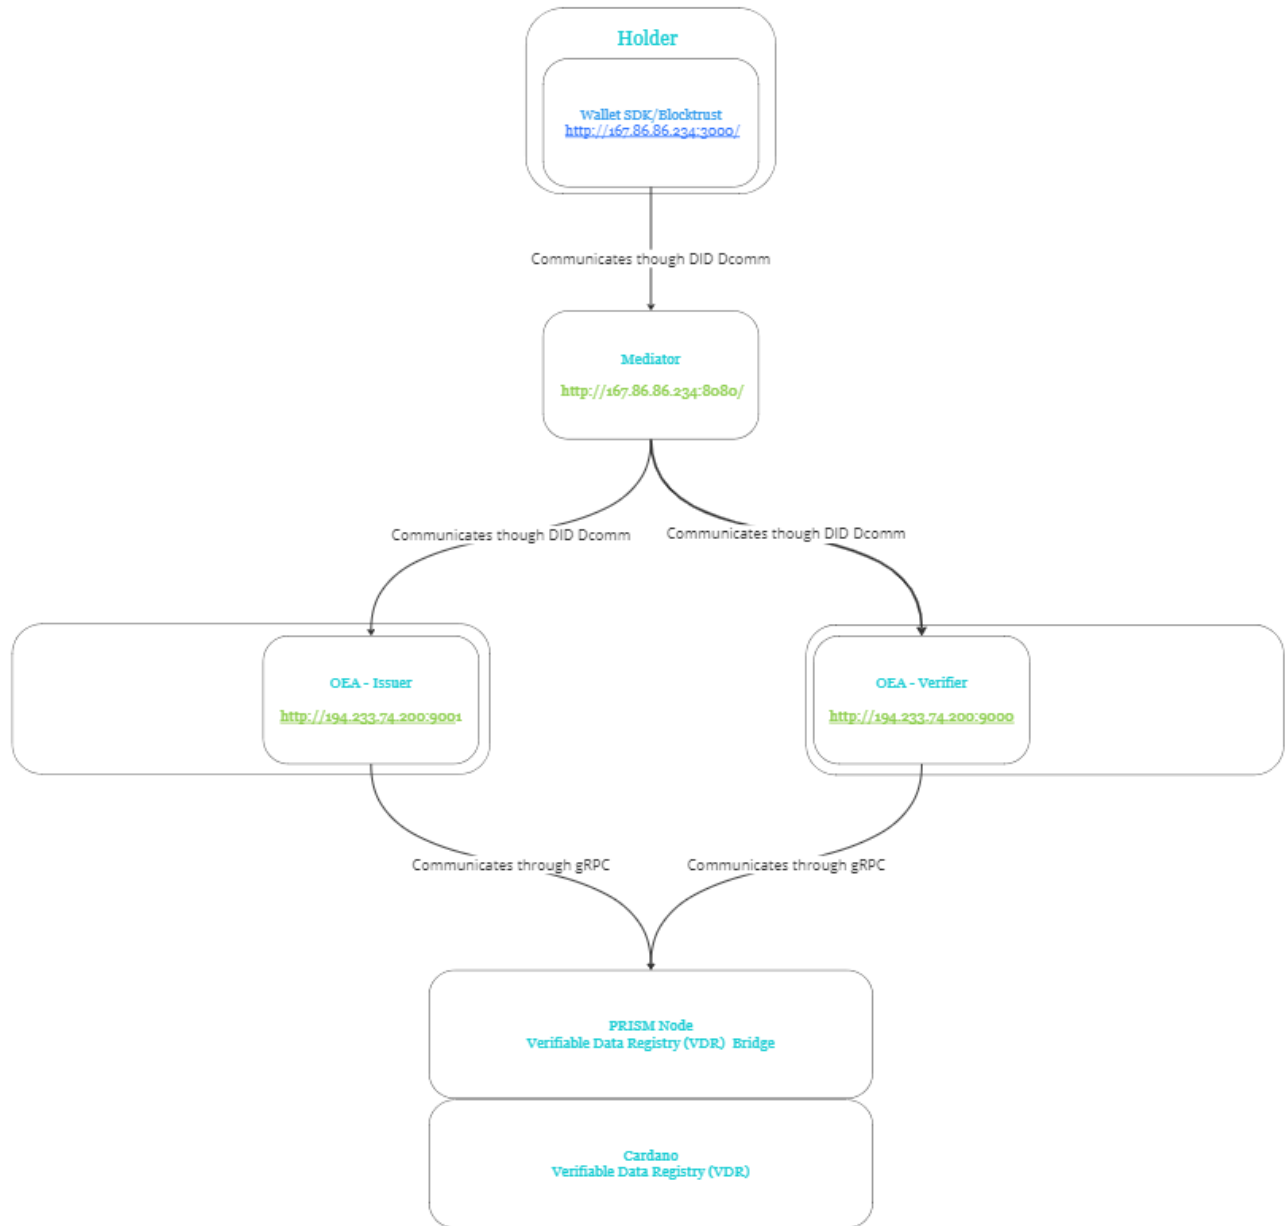 Holder
Wallet SDK/Blocktrust
http://167.86.86.234:3000/
Communicates though DID Dcomm
Mediator
http://167.86.86.234:8080/
Communicates though DID Dcomm
Communicates though DID Dcomm
OEA - Issuer
http://194.233.74.200:9001
OEA - Verifier
http://194.233.74.200:9000
Communicates through gRPC
Communicates through gRPC
PRISM Node
Verifiable Data Registry (VDR) Bridge
Cardano
Verifiable Data Registry (VDR)